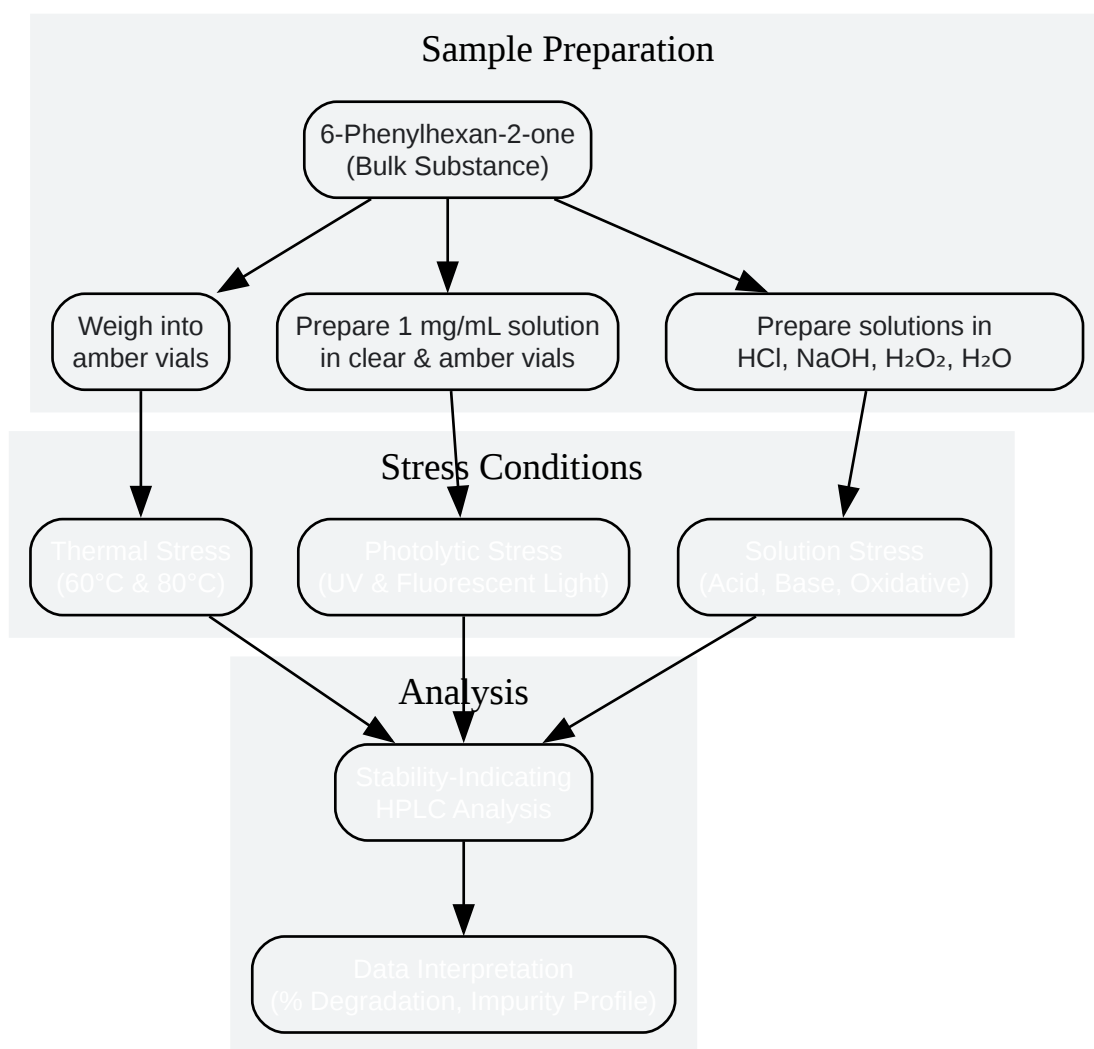 Sample Preparation
6-Phenylhexan-2-one
(Bulk Substance)
Weigh into
amber vials
Prepare 1 mg/mL solution
in clear & amber vials
Prepare solutions in
HCl, NaOH, H₂O₂, H₂O
Stress Conditions
Thermal Stress
(60°C & 80°C)
Photolytic Stress
(UV & Fluorescent Light)
Solution Stress
(Acid, Base, Oxidative)
Analysis
Stability-Indicating
HPLC Analysis
Data Interpretation
(% Degradation, Impurity Profile)